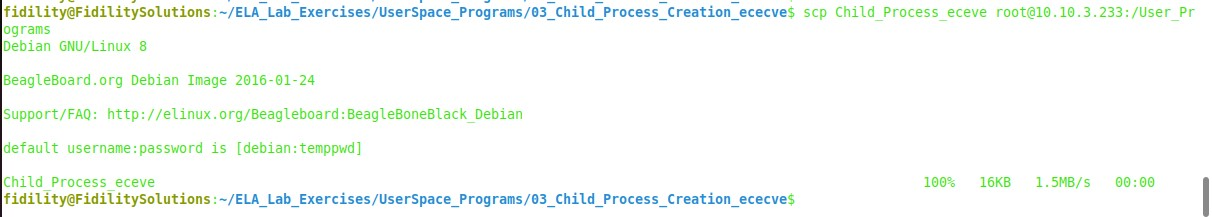 fidility@FidilitySolutions:~/ELA_Lab_Exercises/UserSpace_Programs/03_Child_Process_Creation_ececve$ scp Child_Process_eceve root@10.10.3.233:/User_Pr
ograms
Debian GNU/Linux 8
BeagleBoard.org Debian Image 2016-01-24
Support/FAQ: http://elinux.org/Beagleboard:BeagleBoneBlack_Debian
default username:password is [debian:temppwd]
Child_Process_eceve 100% 16KB 1.5MB/s 00:00
fidility@FidilitySolutions:~/ELA_Lab_Exercises/UserSpace_Programs/03_Child_Process_Creation_ececve$